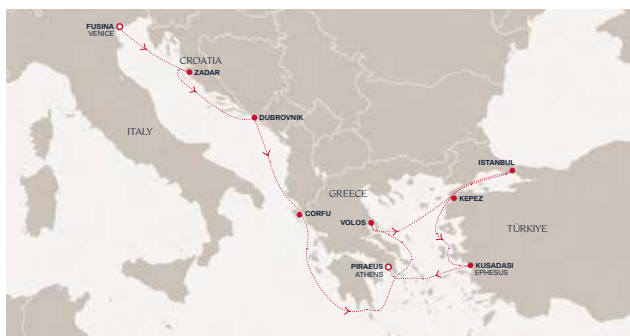 FUSINA
VENICE
CROATIA
ZADAR
DUBROVNIK
ITALY
ISTANBUL
GREECE
KEPEZ
CORFU
VOLOS
TÜRKIYE
PIRAEUS
ATHENS
KUSADASI
EPHESUS